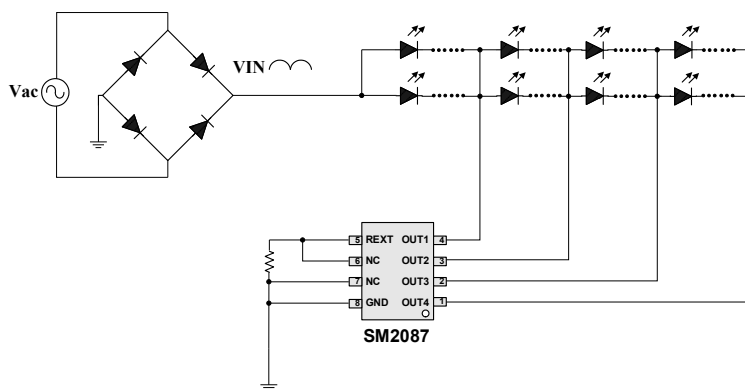 VIN
Vac
5 REXT OUT1 4
6 NC OUT2 3
7 NC OUT3 2
8 GND OUT4 1
SM2087